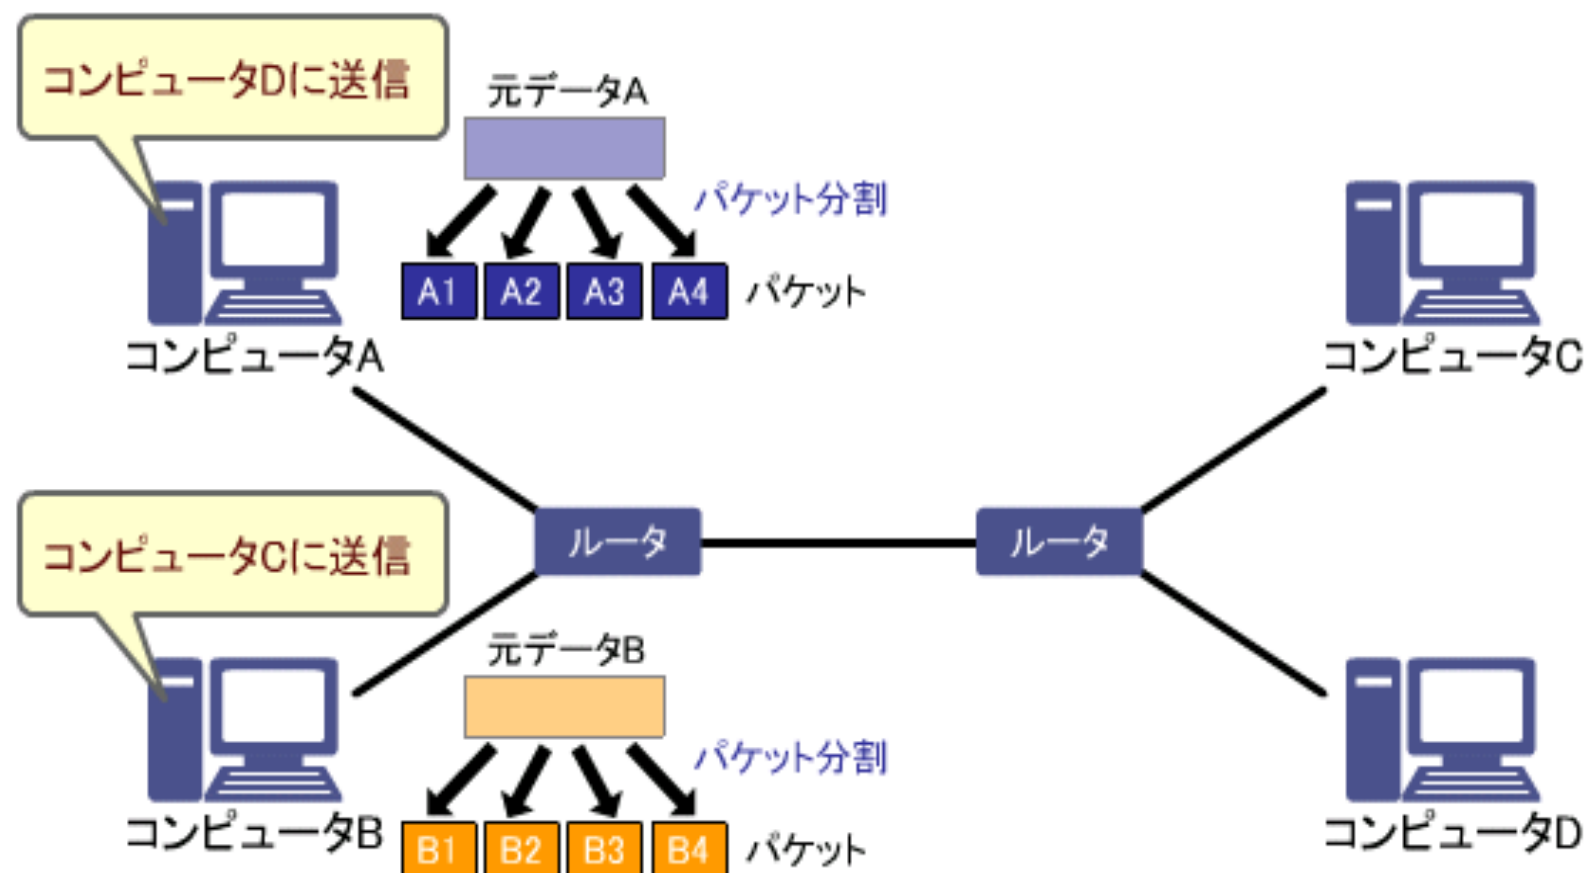 コンピュータDに送信
元データA
パケット分割
A1 A2 A3 A4 パケット
コンピュータA
コンピュータC
ルータ
ルータ
コンピュータCに送信
元データB
パケット分割
B1 B2 B3 B4 パケット
コンピュータB
コンピュータD